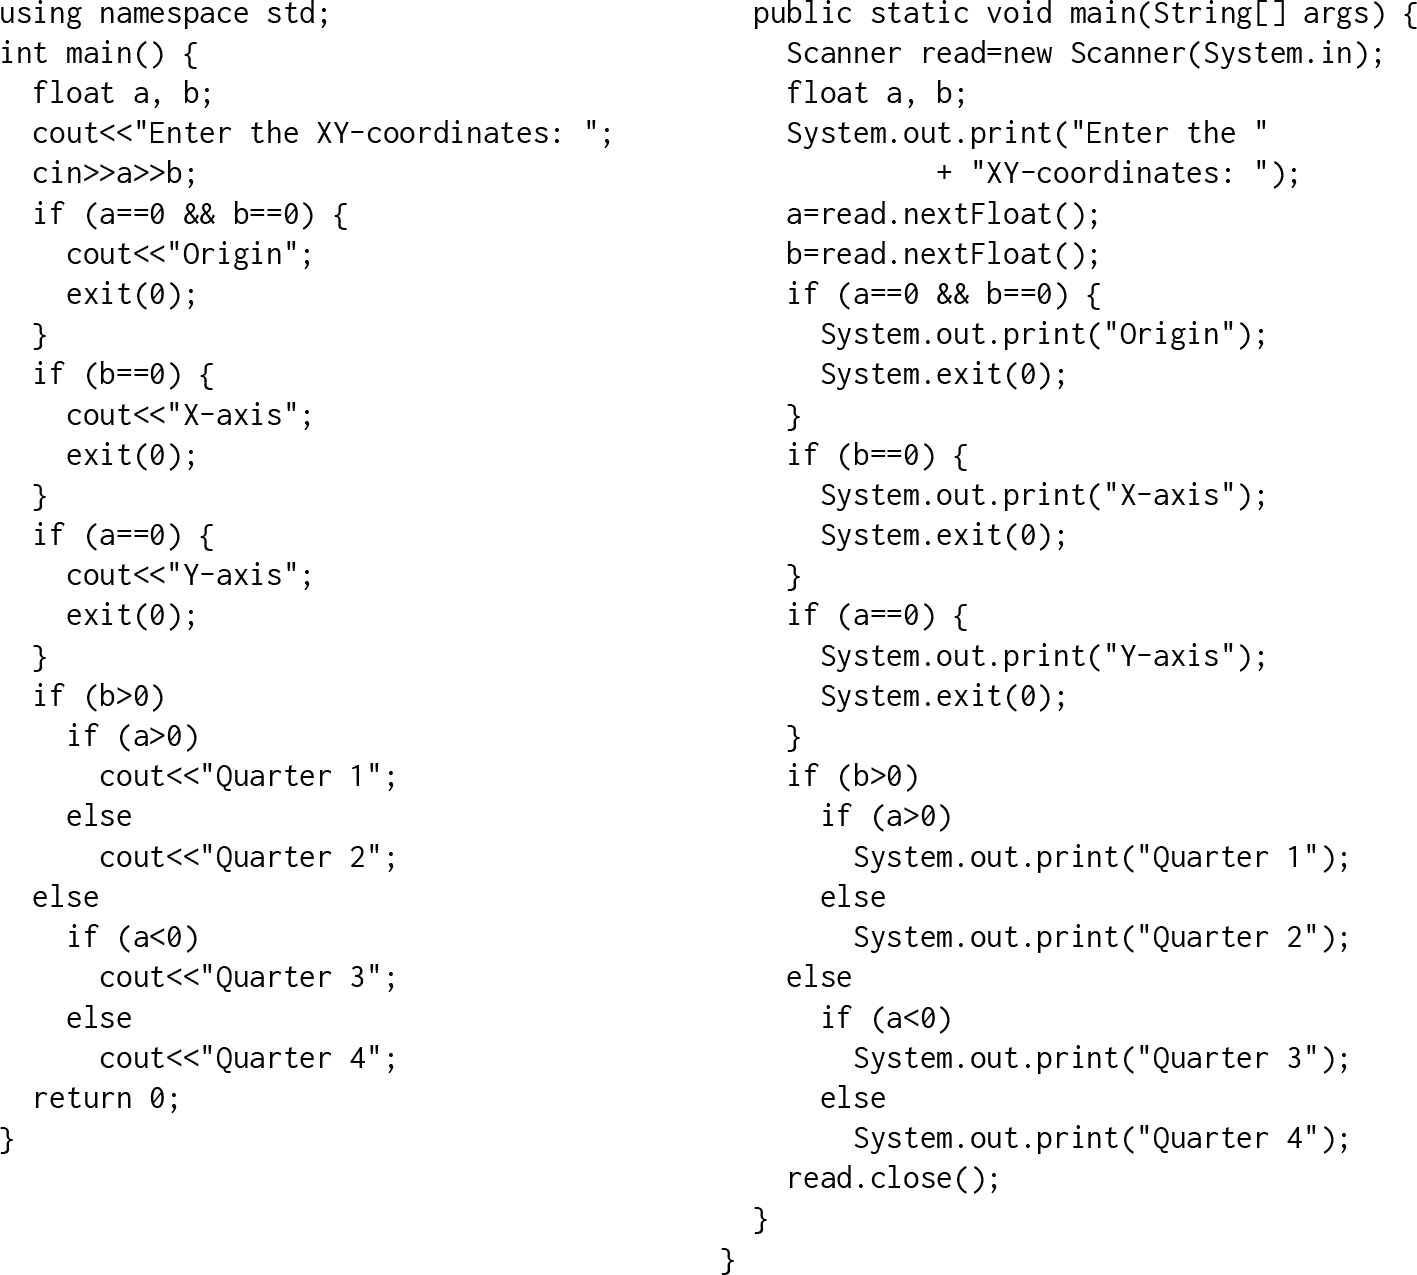 using namespace std;
int main() {
  float a, b;
  cout<<"Enter the XY-coordinates: ";
  cin>>a>>b;
  if (a==0 && b==0) {
    cout<<"Origin";
    exit(0);
  }
  if (b==0) {
    cout<<"X-axis";
    exit(0);
  }
  if (a==0) {
    cout<<"Y-axis";
    exit(0);
  }
  if (b>0)
    if (a>0)
      cout<<"Quarter 1";
    else
      cout<<"Quarter 2";
  else
    if (a<0)
      cout<<"Quarter 3";
    else
      cout<<"Quarter 4";
  return 0;
}
  public static void main(String[] args) {
    Scanner read=new Scanner(System.in);
    float a, b;
    System.out.print("Enter the "
             + "XY-coordinates: ");
    a=read.nextFloat();
    b=read.nextFloat();
    if (a==0 && b==0) {
      System.out.print("Origin");
      System.exit(0);
    }
    if (b==0) {
      System.out.print("X-axis");
      System.exit(0);
    }
    if (a==0) {
      System.out.print("Y-axis");
      System.exit(0);
    }
    if (b>0)
      if (a>0)
        System.out.print("Quarter 1");
      else
        System.out.print("Quarter 2");
    else
      if (a<0)
        System.out.print("Quarter 3");
      else
        System.out.print("Quarter 4");
    read.close();
  }
}